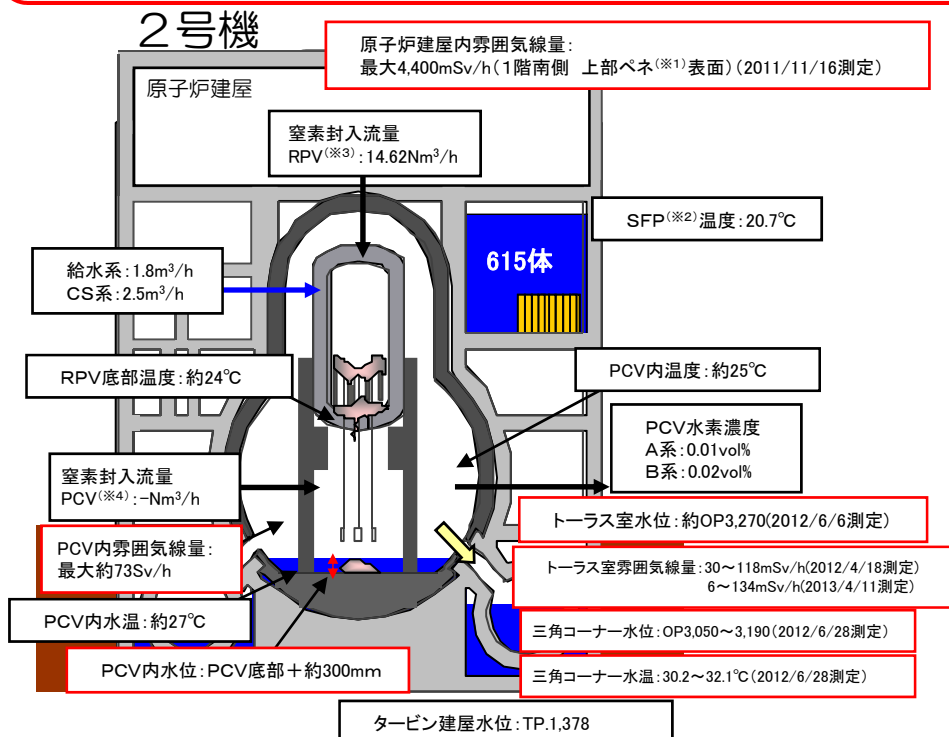 2号機
原子炉建屋内雰囲気線量:
最大4,400mSv/h(1階南側 上部ペネ(※1)表面)(2011/11/16測定)
原子炉建屋
窒素封入流量
RPV(※3):14.62Nm3/h
SFP(※2)温度:20.7℃
615体
給水系:1.8m3/h
CS系:2.5m3/h
RPV底部温度:約24℃
PCV内温度:約25℃
PCV水素濃度
A系:0.01vol%
B系:0.02vol%
窒素封入流量
PCV(※4):-Nm3/h
トーラス室水位:約OP3,270(2012/6/6測定)
PCV内雰囲気線量:
最大約73Sv/h
トーラス室雰囲気線量:30~118mSv/h(2012/4/18測定)
6~134mSv/h(2013/4/11測定)
PCV内水温:約27℃
三角コーナー水位:OP3,050~3,190(2012/6/28測定)
PCV内水位:PCV底部+約300mm
三角コーナー水温:30.2~32.1℃(2012/6/28測定)
タービン建屋水位:TP.1,378